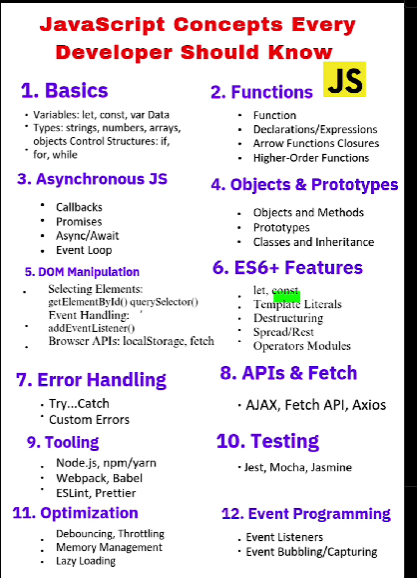 JavaScript Concepts Every
Developer Should Know
JS
1. Basics
• Variables: let, const, var Data
• Types: strings, numbers, arrays,
objects Control Structures: if,
• for, while
2. Functions
• Function
• Declarations/Expressions
• Arrow Functions Closures
• Higher-Order Functions
3. Asynchronous JS
• Callbacks
• Promises
• Async/Await
• Event Loop
4. Objects & Prototypes
• Objects and Methods
• Prototypes
• Classes and Inheritance
5. DOM Manipulation
• Selecting Elements:
getElementById() querySelector()
• Event Handling:
• addEventListener()
• Browser APIs: localStorage, fetch
6. ES6+ Features
• let, const
• Template Literals
• Destructuring
• Spread/Rest
• Operators Modules
7. Error Handling
• Try...Catch
• Custom Errors
8. APIs & Fetch
• AJAX, Fetch API, Axios
9. Tooling
• Node.js, npm/yarn
• Webpack, Babel
• ESLint, Prettier
10. Testing
• Jest, Mocha, Jasmine
11. Optimization
• Debouncing, Throttling
• Memory Management
• Lazy Loading
12. Event Programming
• Event Listeners
• Event Bubbling/Capturing